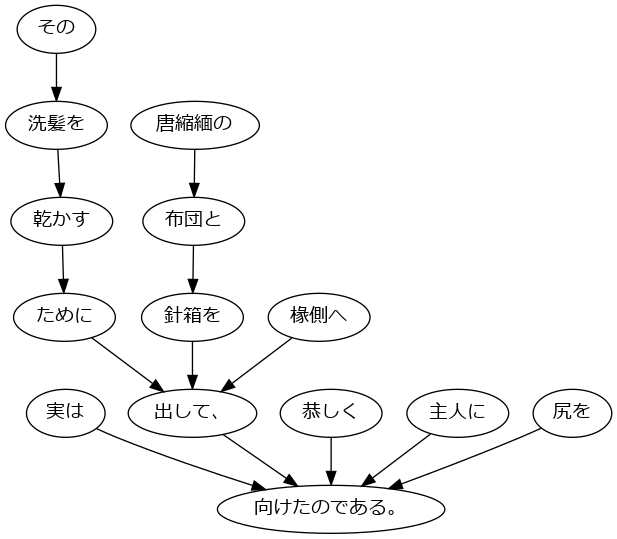 その
洗髪を
唐縮緬の
乾かす
布団と
ために
針箱を
椽側へ
実は
出して、
恭しく
主人に
尻を
向けたのである。